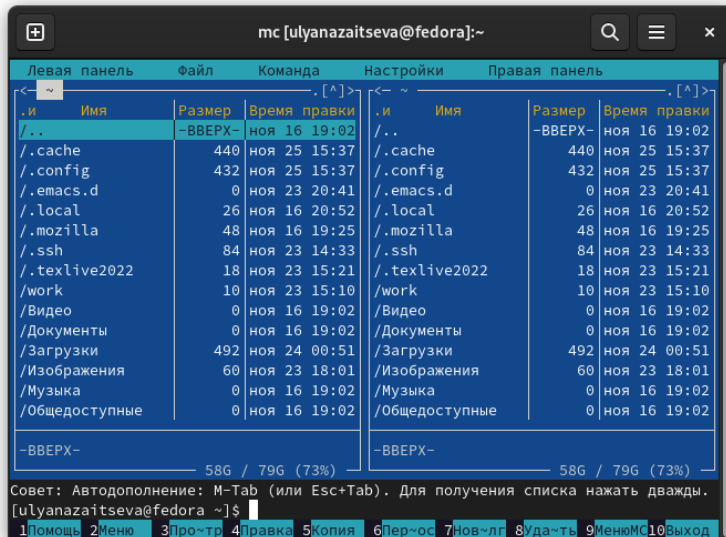 mc [ulyanazaitseva@fedora]:~
Левая панель Файл Команда Настройки Правая панель
<─ ~ .[^]> <─ ~ .[^]>
.и Имя Размер Время правки .и Имя Размер Время правки
/.. -ВВЕРХ- ноя 16 19:02 /.. -ВВЕРХ- ноя 16 19:02
/.cache 440 ноя 25 15:37 /.cache 440 ноя 25 15:37
/.config 432 ноя 25 15:37 /.config 432 ноя 25 15:37
/.emacs.d 0 ноя 23 20:41 /.emacs.d 0 ноя 23 20:41
/.local 26 ноя 16 20:52 /.local 26 ноя 16 20:52
/.mozilla 48 ноя 16 19:25 /.mozilla 48 ноя 16 19:25
/.ssh 84 ноя 23 14:33 /.ssh 84 ноя 23 14:33
/.texlive2022 18 ноя 23 15:21 /.texlive2022 18 ноя 23 15:21
/work 10 ноя 23 15:10 /work 10 ноя 23 15:10
/Видео 0 ноя 16 19:02 /Видео 0 ноя 16 19:02
/Документы 0 ноя 16 19:02 /Документы 0 ноя 16 19:02
/Загрузки 492 ноя 24 00:51 /Загрузки 492 ноя 24 00:51
/Изображения 60 ноя 23 18:01 /Изображения 60 ноя 23 18:01
/Музыка 0 ноя 16 19:02 /Музыка 0 ноя 16 19:02
/Общедоступные 0 ноя 16 19:02 /Общедоступные 0 ноя 16 19:02
-ВВЕРХ- -ВВЕРХ-
58G / 79G (73%) 58G / 79G (73%)
Совет: Автодополнение: M-Tab (или Esc+Tab). Для получения списка нажать дважды.
[ulyanazaitseva@fedora ~]$
1Помощь 2Меню 3Про~тр 4Правка 5Копия 6Пер~ос 7Нов~лг 8Уда~ть 9МенюMC 10Выход